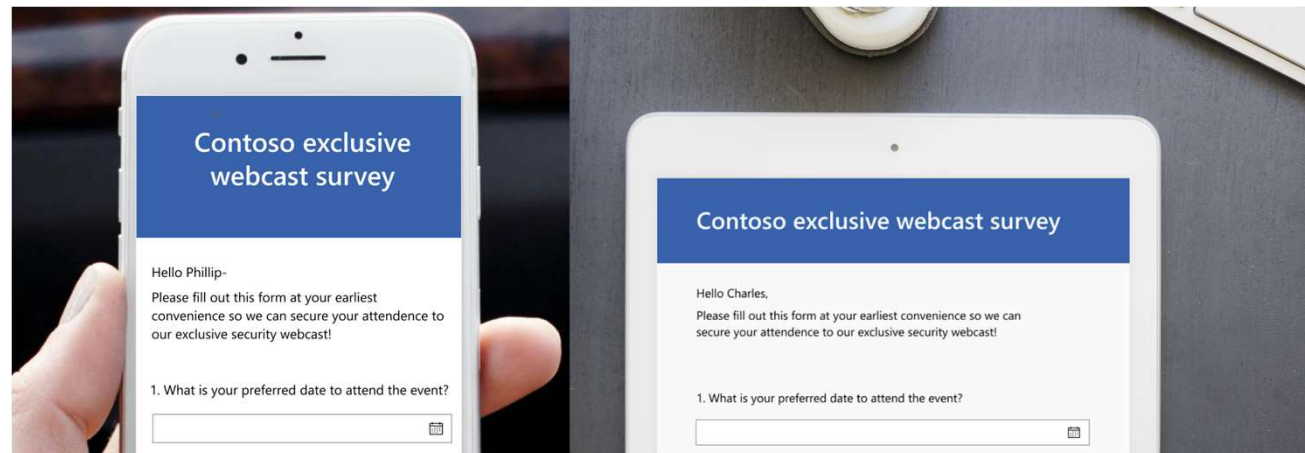 Contoso exclusive
webcast survey
Hello Phillip-
Please fill out this form at your earliest
convenience so we can secure your attendence to
our exclusive security webcast!
1. What is your preferred date to attend the event?
Contoso exclusive webcast survey
Hello Charles,
Please fill out this form at your earliest convenience so we can
secure your attendence to our exclusive security webcast!
1. What is your preferred date to attend the event?